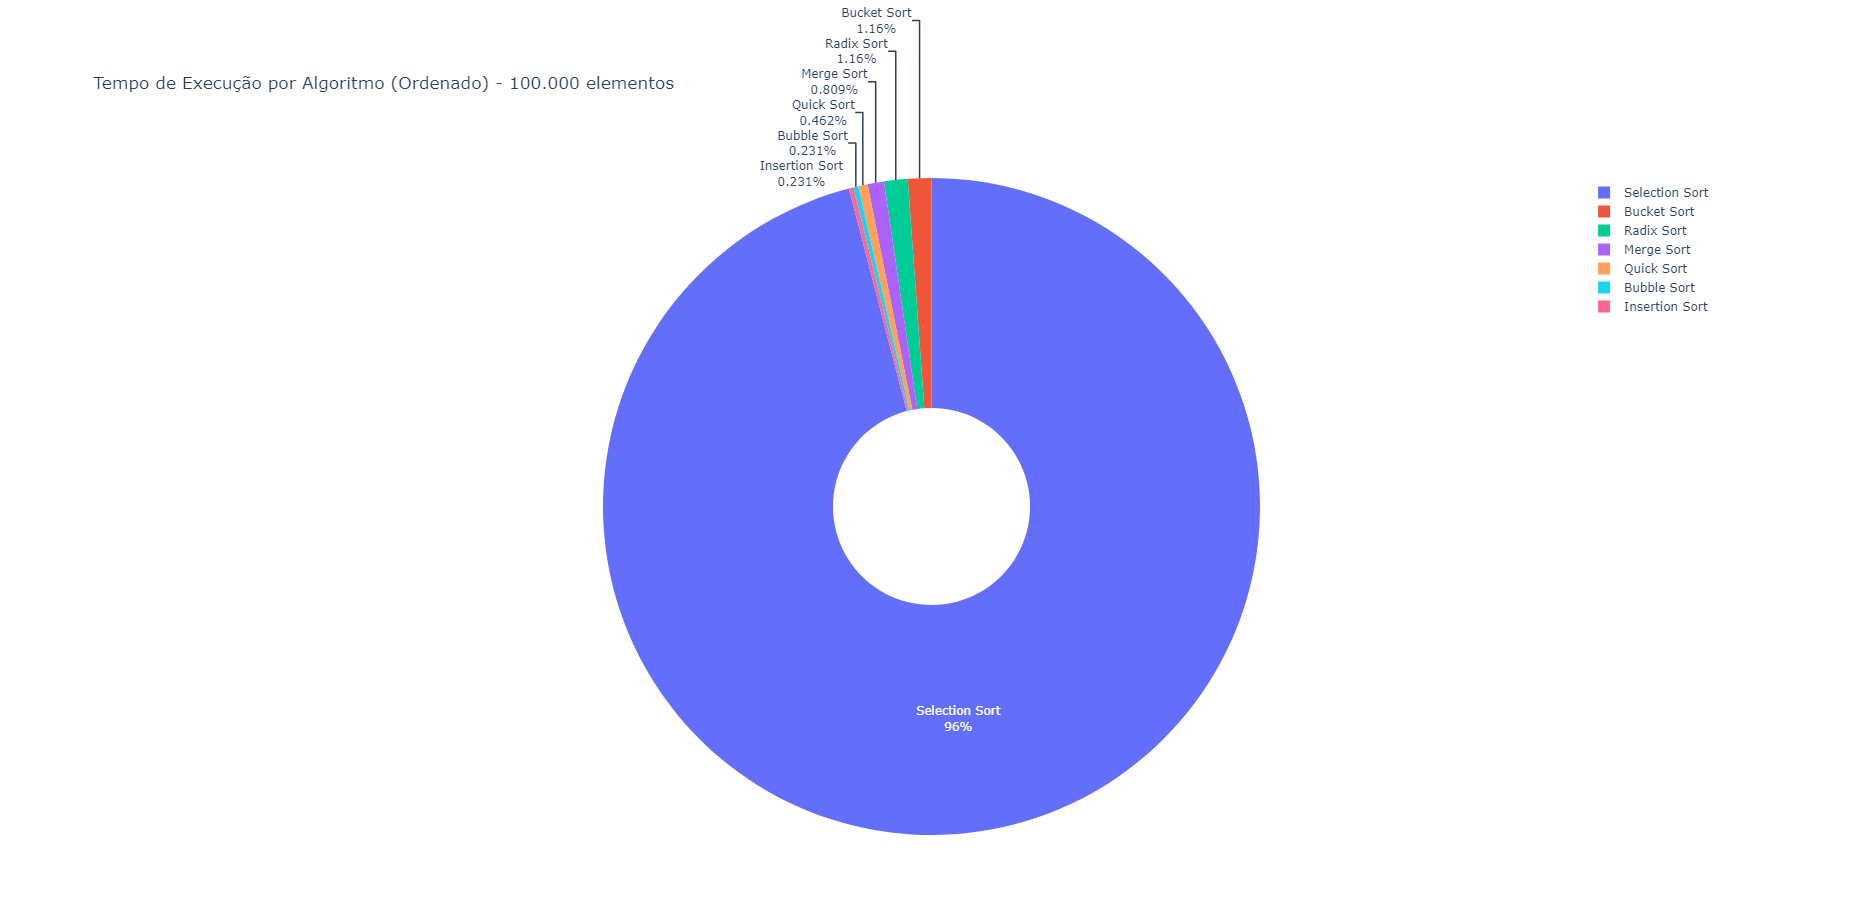 Tempo de Execução por Algoritmo (Ordenado) - 100.000 elementos
Bucket Sort
1.16%
Radix Sort
1.16%
Merge Sort
0.809%
Quick Sort
0.462%
Bubble Sort
0.231%
Insertion Sort
0.231%
Selection Sort
96%
Selection Sort
Bucket Sort
Radix Sort
Merge Sort
Quick Sort
Bubble Sort
Insertion Sort